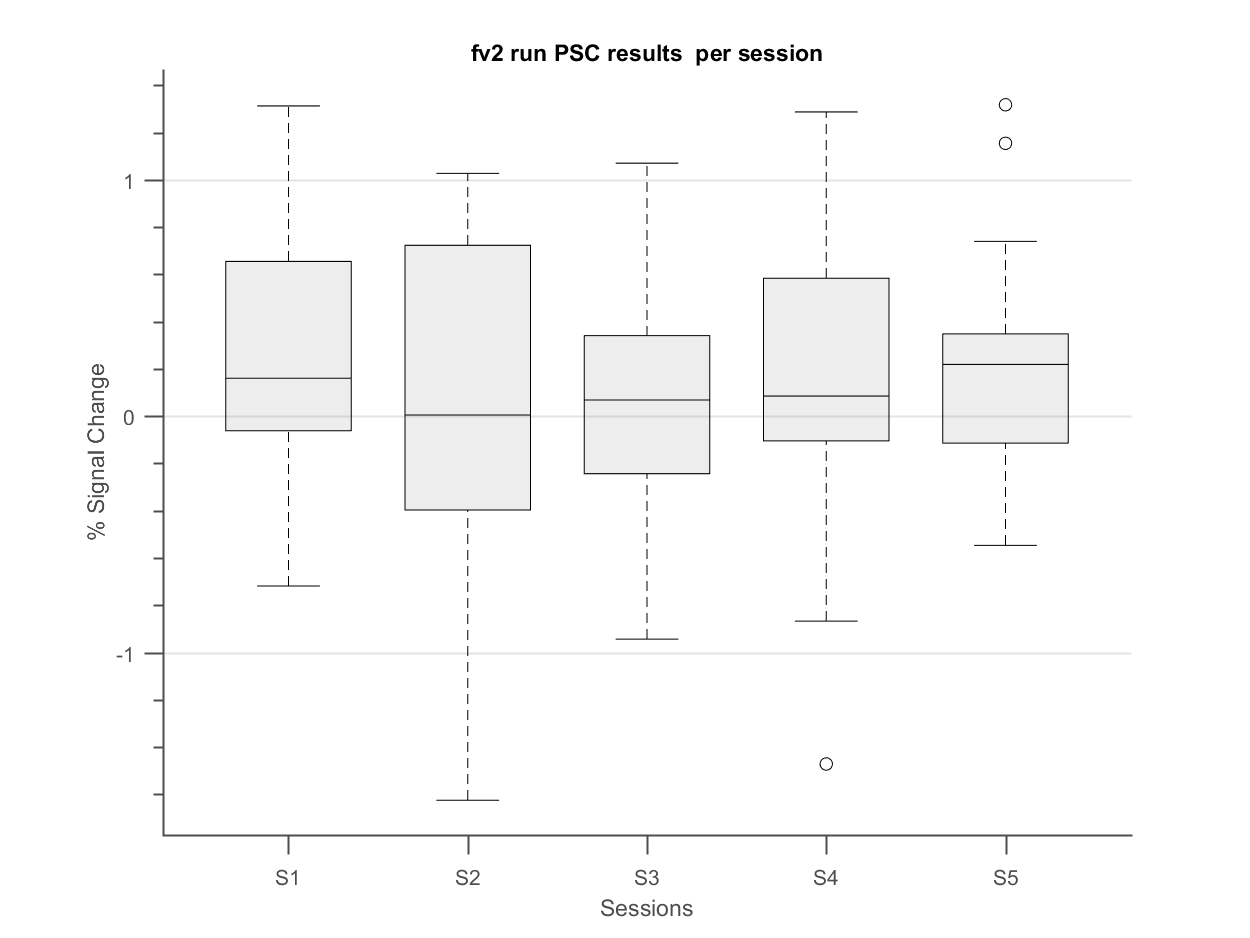 fv2 run PSC results  per session
1
0
-1
% Signal Change
S1 S2 S3 S4 S5
Sessions